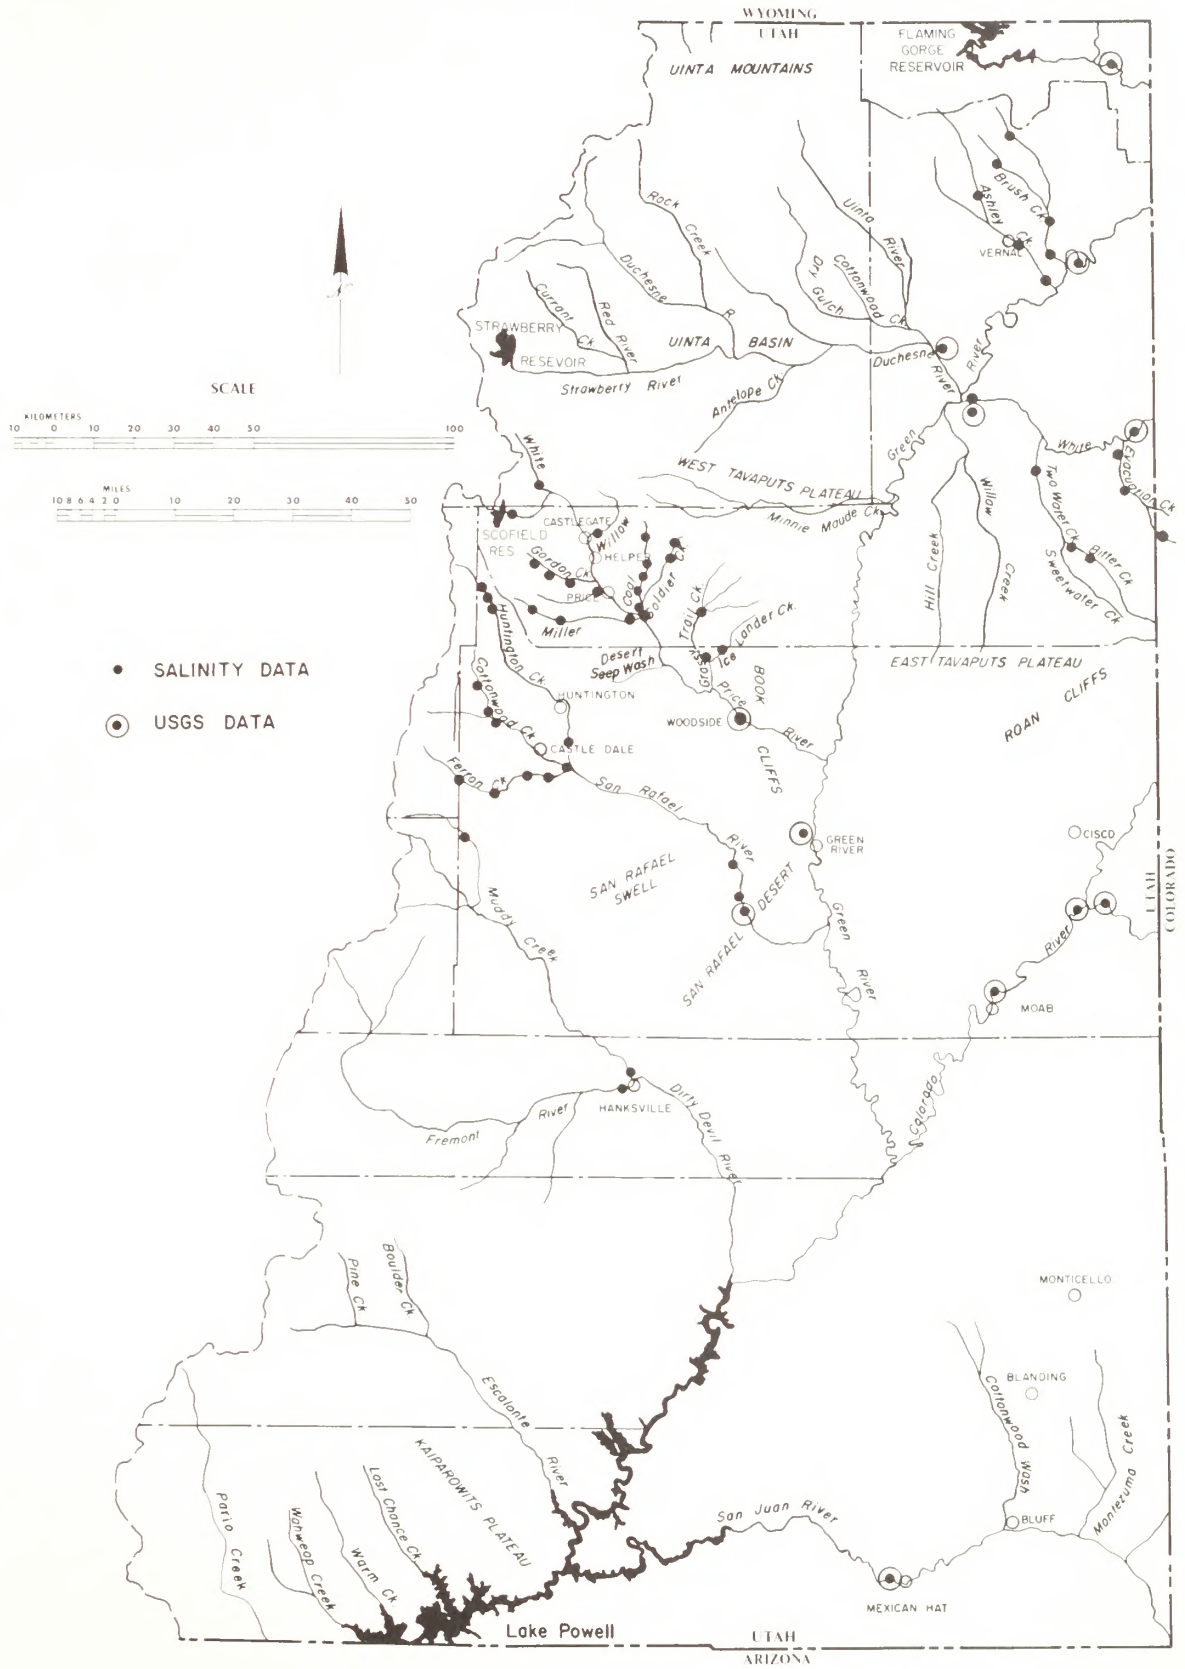 WYOMING
UTAH
FLAMING
GORGE
RESERVOIR
UINTA MOUNTAINS
Rock Creek
Uinta River
Brush Ck.
Ashley Ck.
VERNAL
Duchesne R.
Dry Gulch
Cottonwood Ck.
Currant Ck.
Red River
STRAWBERRY
RESEVOIR
UINTA BASIN
Duchesne River
River
Strawberry River
Antelope Ck.
SCALE
KILOMETERS
10 0 10 20 30 40 50 100
MILES
10 8 6 4 2 0 10 20 30 40 50
White
Green
White
Evacuation Ck
WEST TAVAPUTS PLATEAU
Minnie Maude Ck.
Two Water Ck.
Willow Creek
Hill Creek
Bitter Ck
Sweetwater Ck
SCOFIELD
RES
CASTLEGATE
Willow
HELPER
Gordon Ck.
PRICE
Coal
Soldier Ck.
Miller
Trail Ck.
Grassy
Lander Ck.
Ice
Desert
Seep Wash
Huntington Ck.
EAST TAVAPUTS PLATEAU
ROAN CLIFFS
SALINITY DATA
USGS DATA
Cottonwood Ck
HUNTINGTON
BOOK CLIFFS
Price River
WOODSIDE
CASTLE DALE
Ferron Ck
San Rafael River
GREEN
RIVER
CISCO
UTAH
COLORADO
SAN RAFAEL
SWELL
SAN RAFAEL DESERT
Muddy Creek
Green River
River
MOAB
Colorado
HANKSVILLE
Dirty Devil River
Fremont River
Pine Ck.
Boulder Ck.
MONTICELLO
BLANDING
Escalante River
Cottonwood Wash
Montezuma Creek
KAIPAROWITS PLATEAU
Last Chance Ck.
Paria Creek
Wahweap Creek
Warm Ck.
San Juan River
BLUFF
MEXICAN HAT
Lake Powell
UTAH
ARIZONA